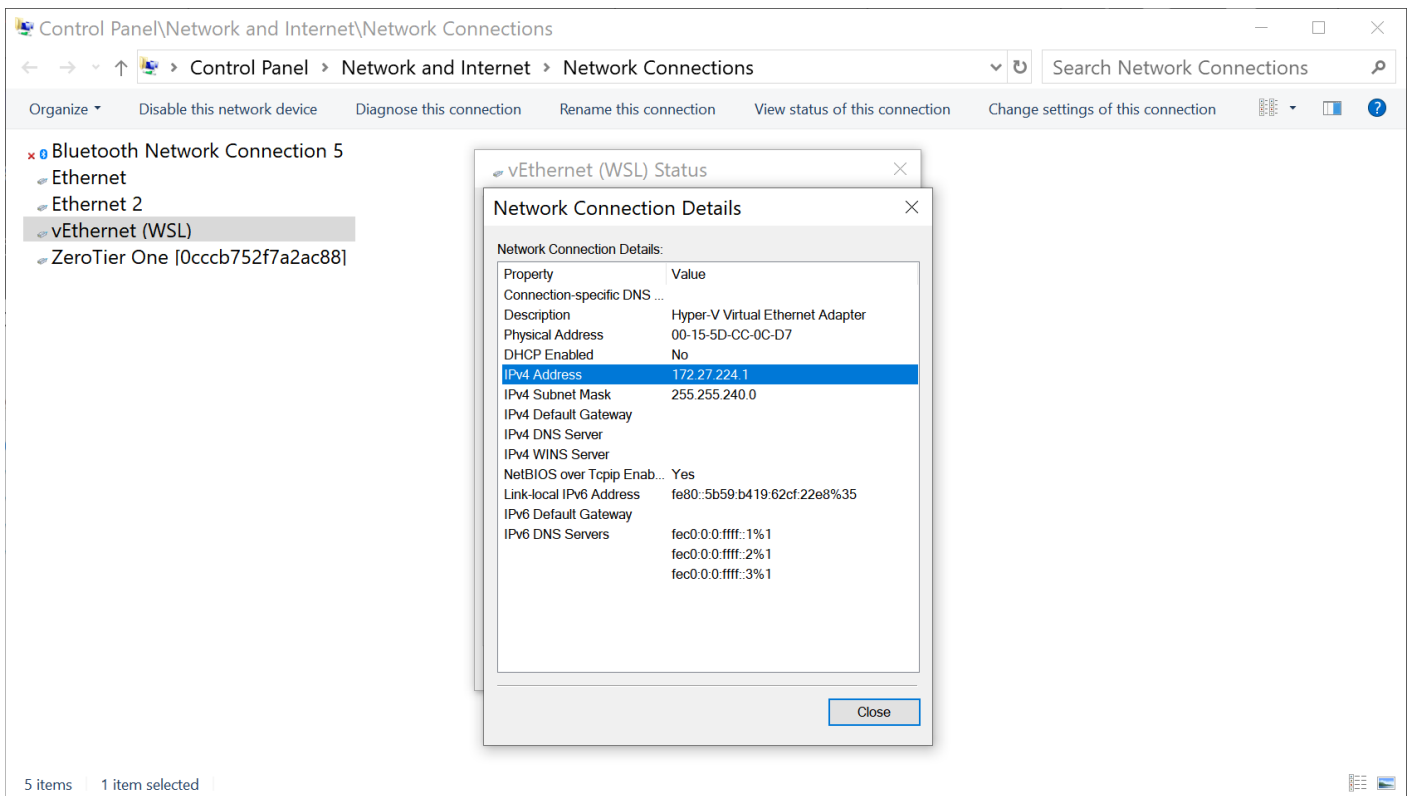 Control Panel\Network and Internet\Network Connections
Control Panel > Network and Internet > Network Connections
Search Network Connections
Organize
Disable this network device
Diagnose this connection
Rename this connection
View status of this connection
Change settings of this connection
?
Bluetooth Network Connection 5
Ethernet
Ethernet 2
vEthernet (WSL)
ZeroTier One [0cccb752f7a2ac88]
vEthernet (WSL) Status
Network Connection Details
Network Connection Details:
Property Value
Connection-specific DNS ...
Description Hyper-V Virtual Ethernet Adapter
Physical Address 00-15-5D-CC-0C-D7
DHCP Enabled No
IPv4 Address 172.27.224.1
IPv4 Subnet Mask 255.255.240.0
IPv4 Default Gateway
IPv4 DNS Server
IPv4 WINS Server
NetBIOS over Tcpip Enab... Yes
Link-local IPv6 Address fe80::5b59:b419:62cf:22e8%35
IPv6 Default Gateway
IPv6 DNS Servers fec0:0:0:ffff::1%1
fec0:0:0:ffff::2%1
fec0:0:0:ffff::3%1
Close
5 items
1 item selected